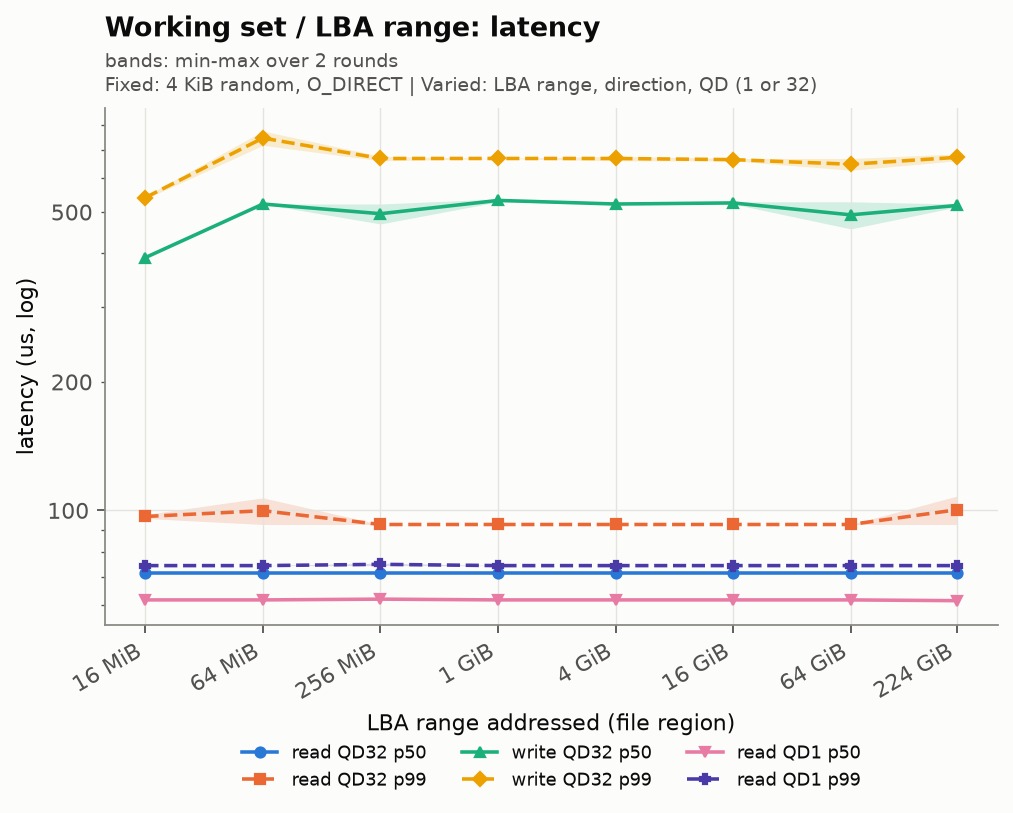 Working set / LBA range: latency
bands: min-max over 2 rounds
Fixed: 4 KiB random, O_DIRECT | Varied: LBA range, direction, QD (1 or 32)
latency (us, log)
500
200
100
16 MiB
64 MiB
256 MiB
1 GiB
4 GiB
16 GiB
64 GiB
224 GiB
LBA range addressed (file region)
read QD32 p50
write QD32 p50
read QD1 p50
read QD32 p99
write QD32 p99
read QD1 p99